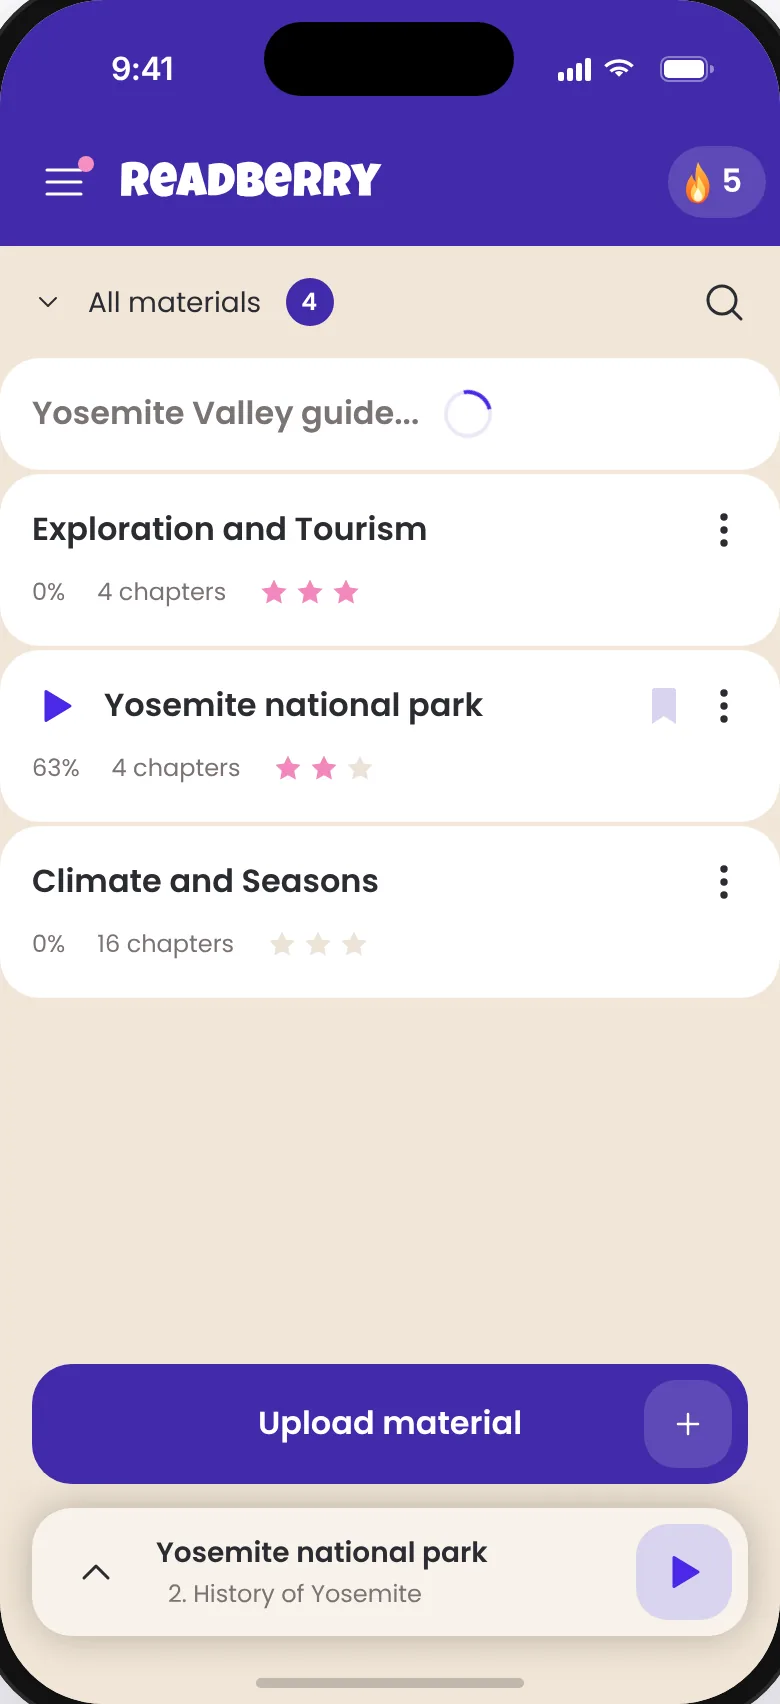 9:41
ReADBeRRY
5
All materials 4
Yosemite Valley guide...
Exploration and Tourism
0% 4 chapters
Yosemite national park
63% 4 chapters
Climate and Seasons
0% 16 chapters
Upload material
Yosemite national park
2. History of Yosemite